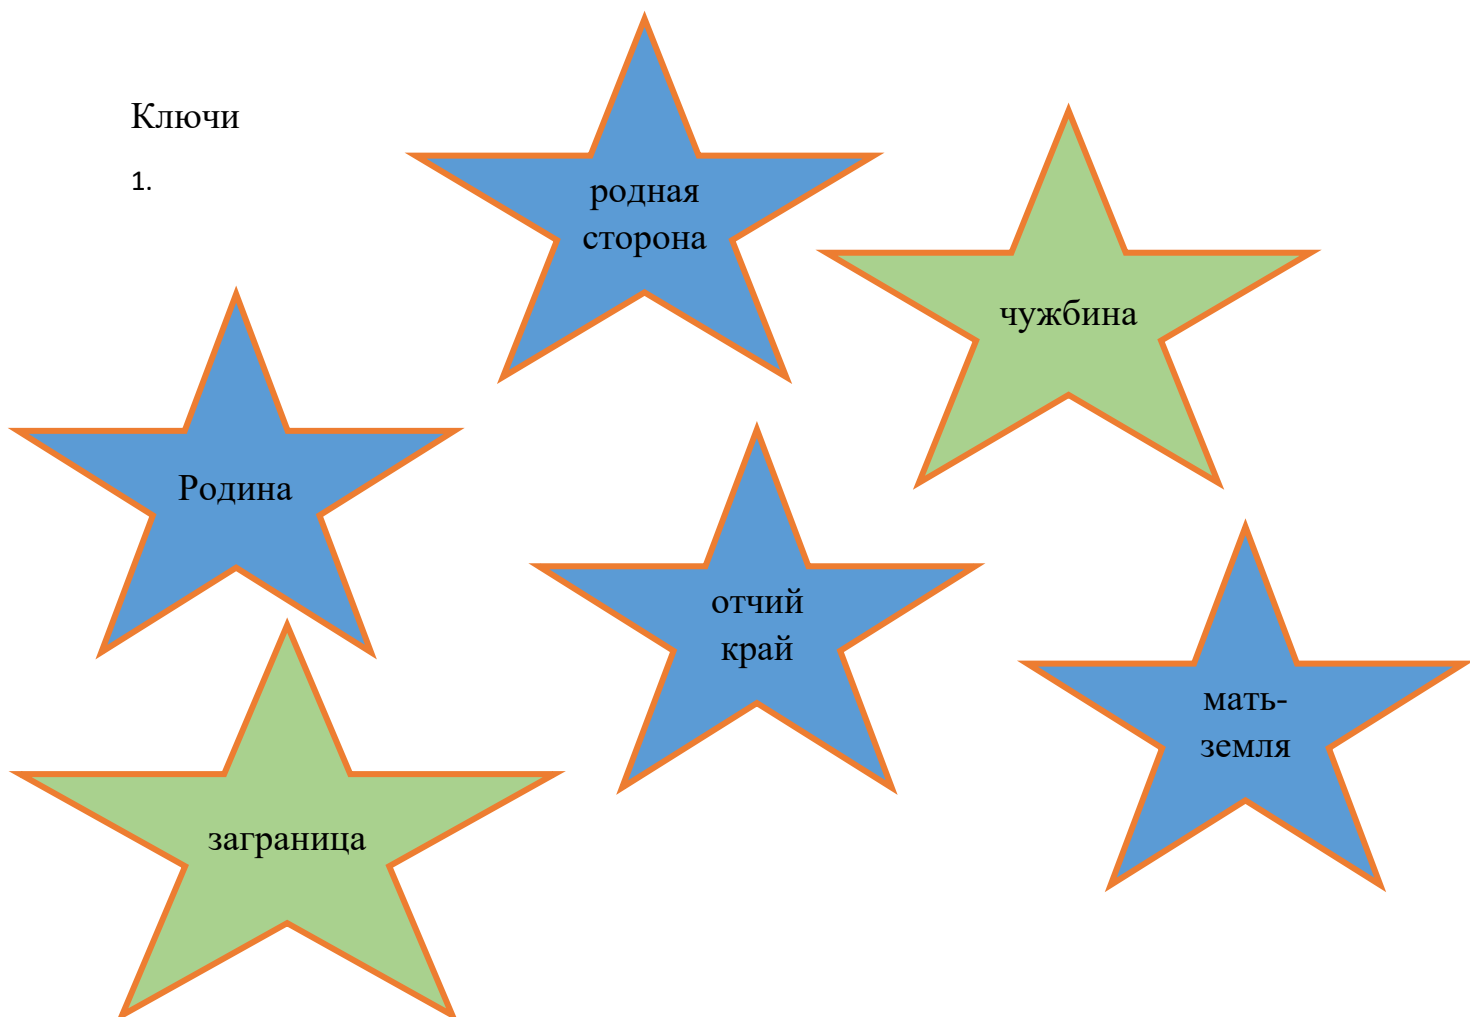 Ключи
1.
родная
сторона
чужбина
Родина
отчий
край
мать-
земля
заграница